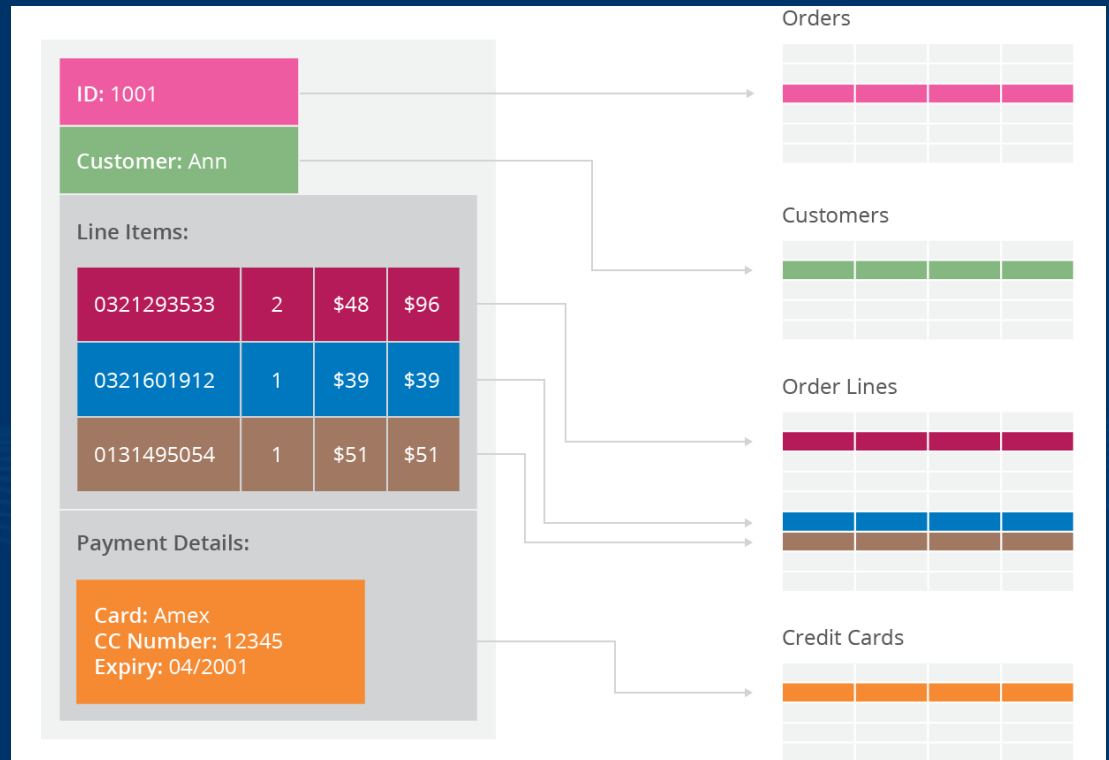 ID: 1001
Customer: Ann
Line Items:
0321293533 2 $48 $96
0321601912 1 $39 $39
0131495054 1 $51 $51
Payment Details:
Card: Amex
CC Number: 12345
Expiry: 04/2001
Orders
Customers
Order Lines
Credit Cards